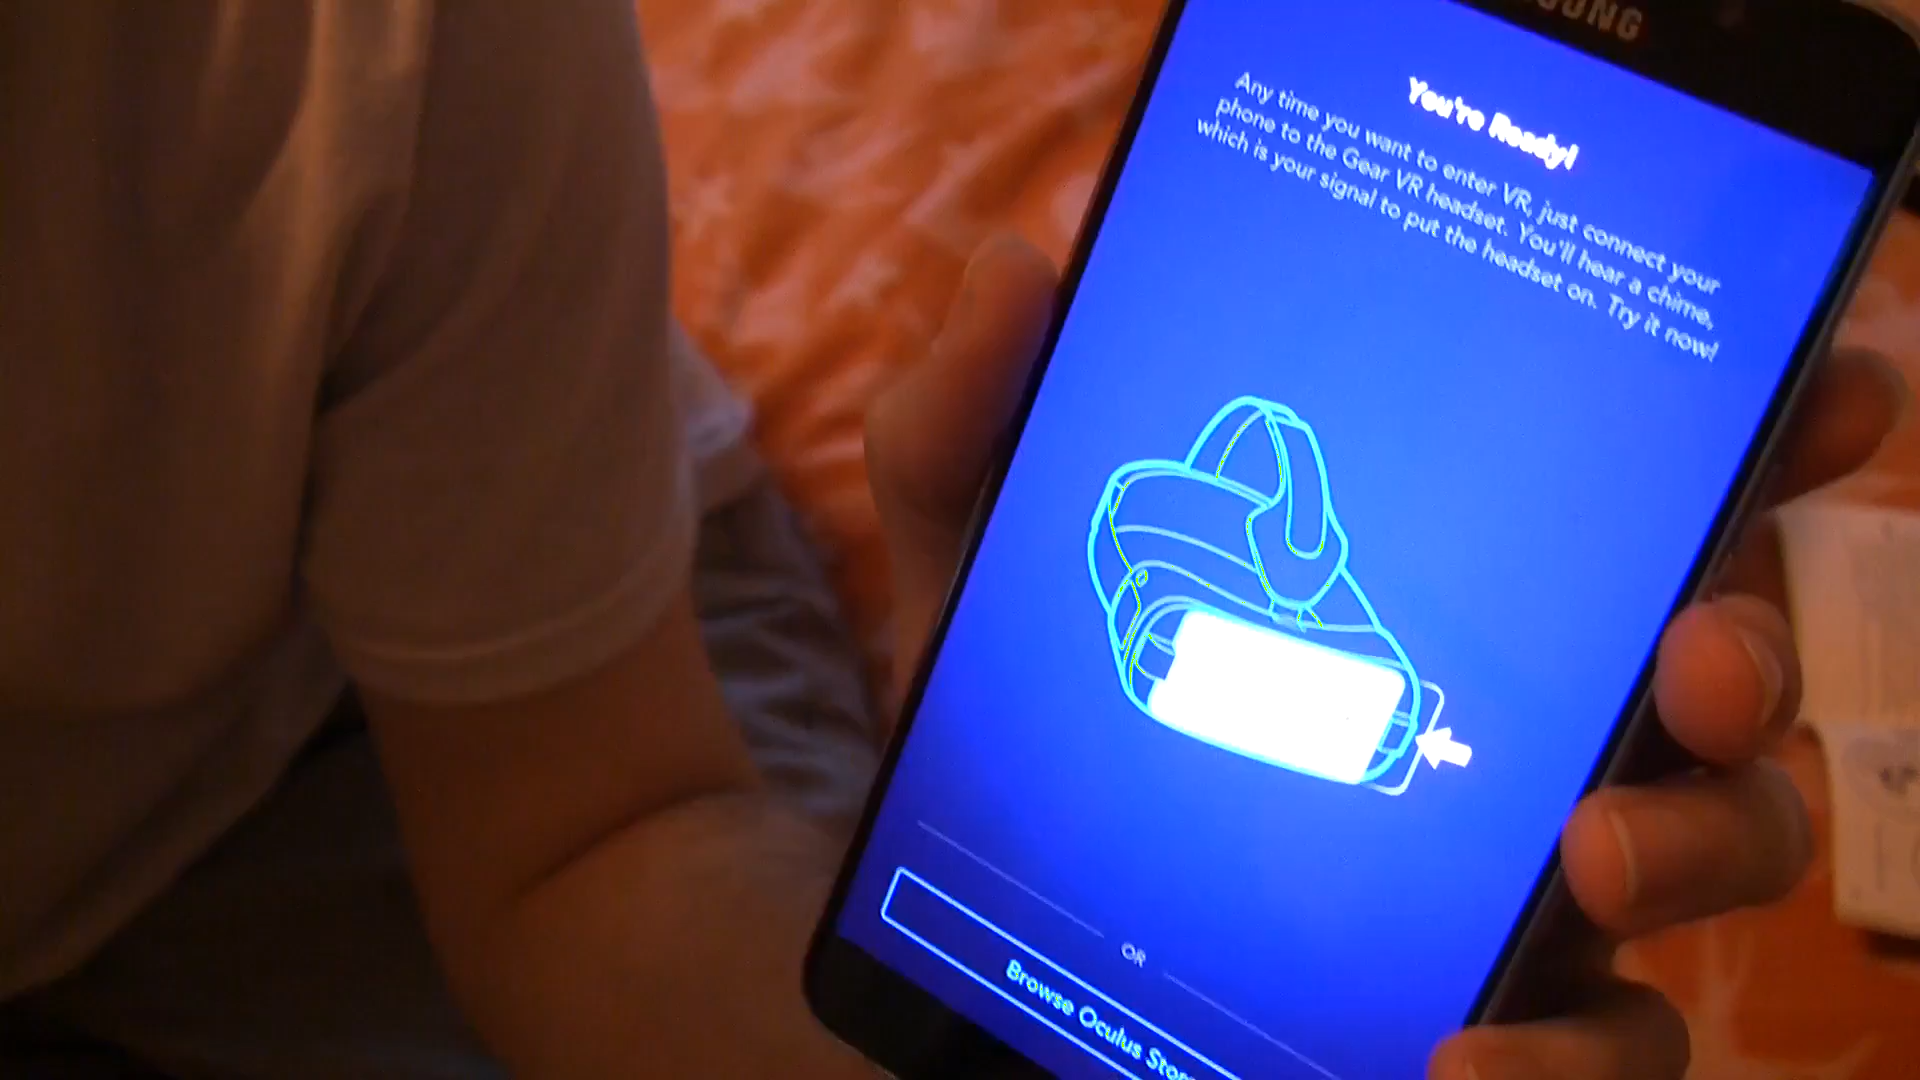 You're Ready!
Any time you want to enter VR, just connect your
phone to the Gear VR headset. You'll hear a chime,
which is your signal to put the headset on. Try it now!
OR
Browse Oculus Store